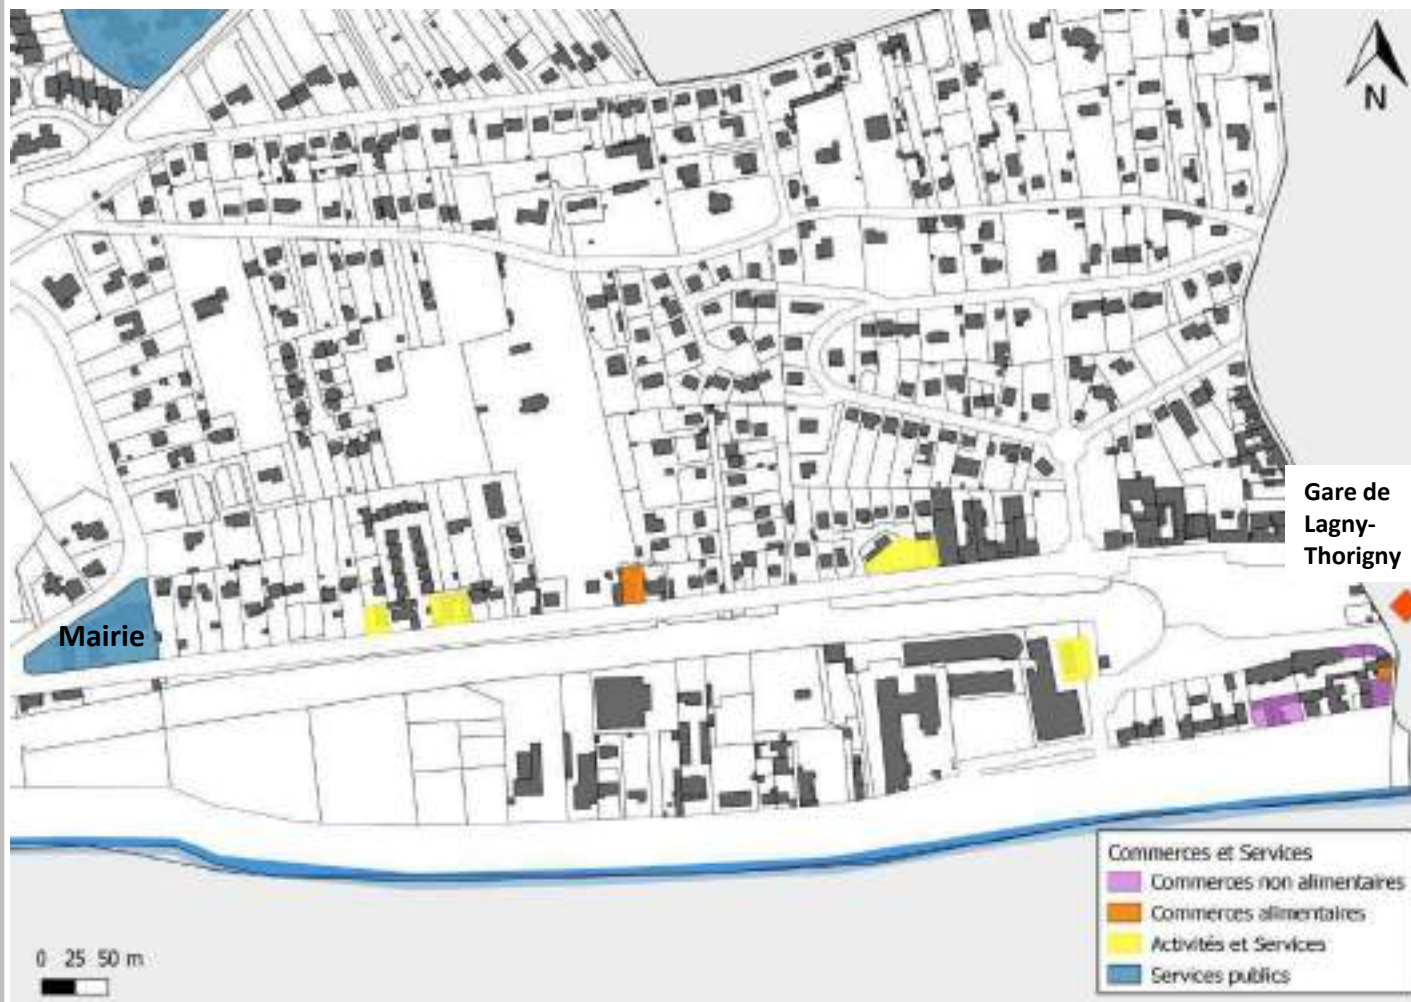 N
Gare de
Lagny-
Thorigny
Mairie
Commerces et Services
Commerces non alimentaires
Commerces alimentaires
Activités et Services
Services publics
0 25 50 m